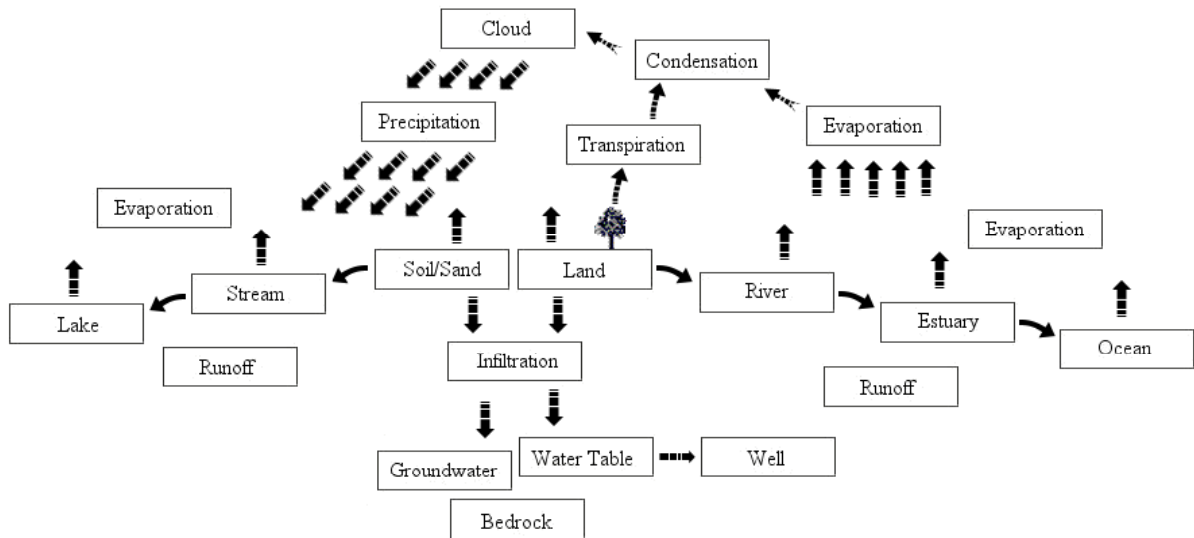 Cloud
Condensation
Precipitation
Transpiration
Evaporation
Evaporation
Evaporation
Soil/Sand
Land
Stream
River
Lake
Estuary
Ocean
Runoff
Infiltration
Runoff
Groundwater
Water Table
Well
Bedrock